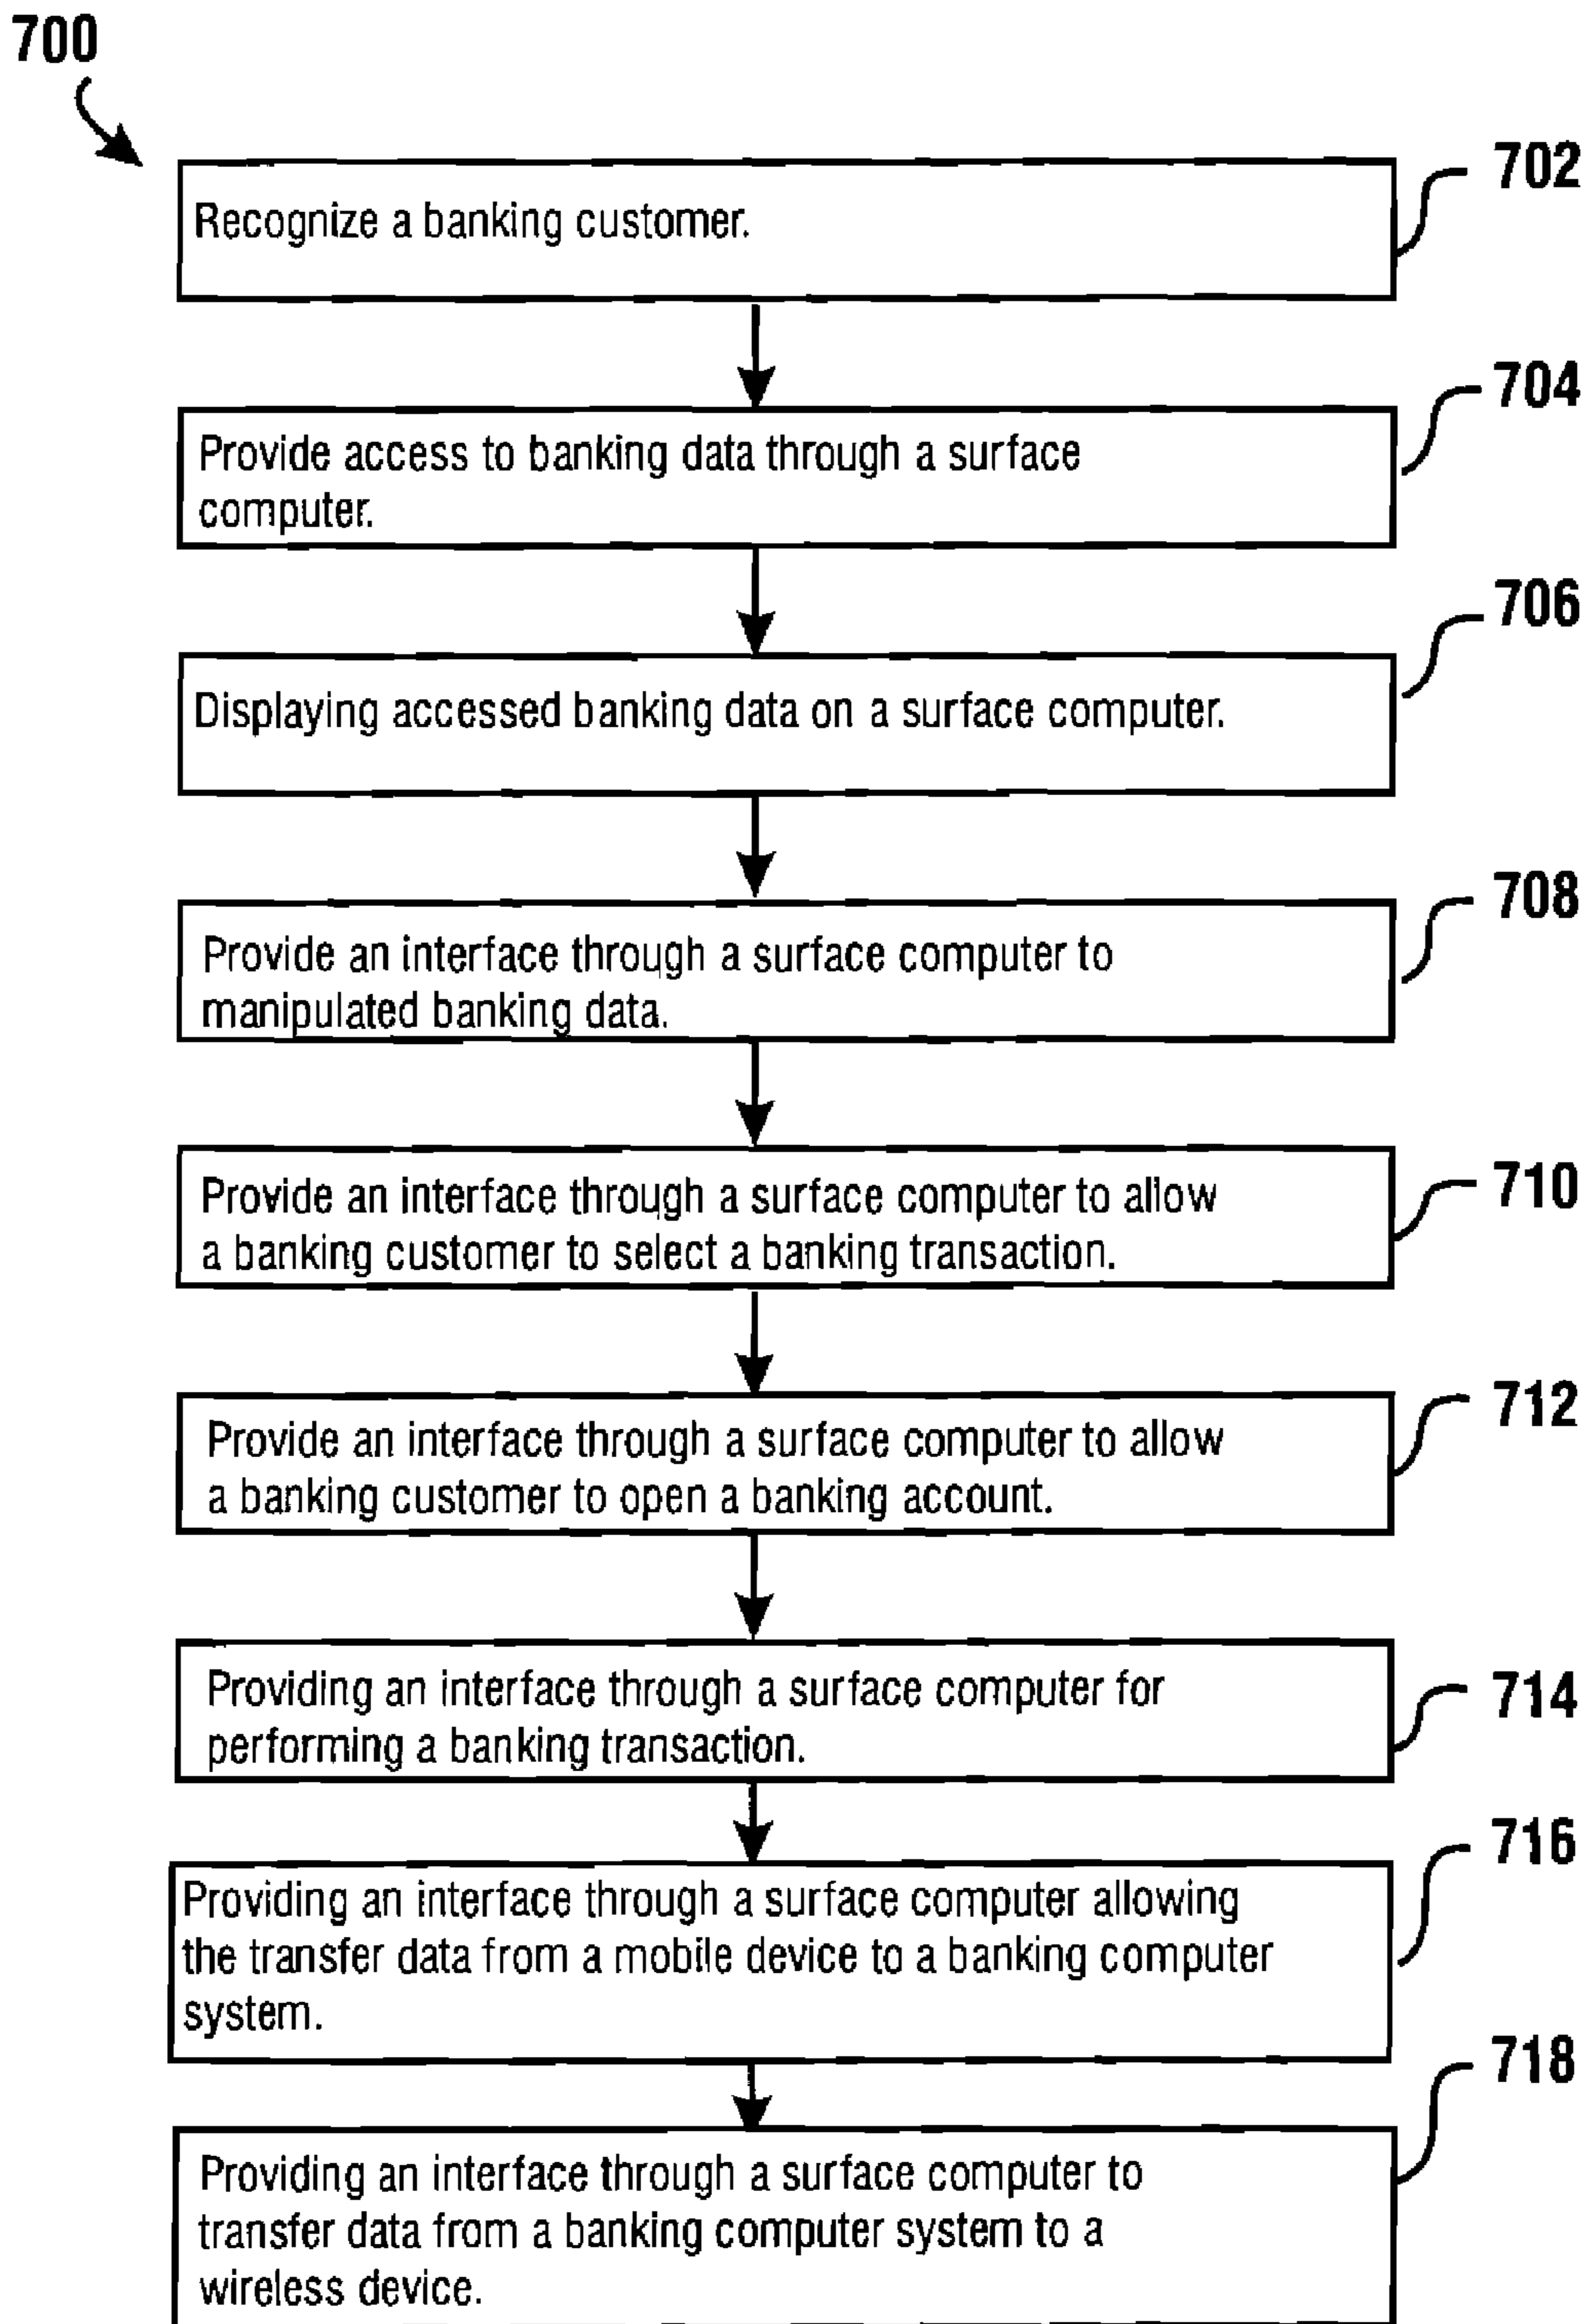 700
702
Recognize a banking customer.
704
Provide access to banking data through a surface
computer.
706
Displaying accessed banking data on a surface computer.
708
Provide an interface through a surface computer to
manipulated banking data.
710
Provide an interface through a surface computer to allow
a banking customer to select a banking transaction.
712
Provide an interface through a surface computer to allow
a banking customer to open a banking account.
714
Providing an interface through a surface computer for
performing a banking transaction.
716
Providing an interface through a surface computer allowing
the transfer data from a mobile device to a banking computer
system.
718
Providing an interface through a surface computer to
transfer data from a banking computer system to a
wireless device.